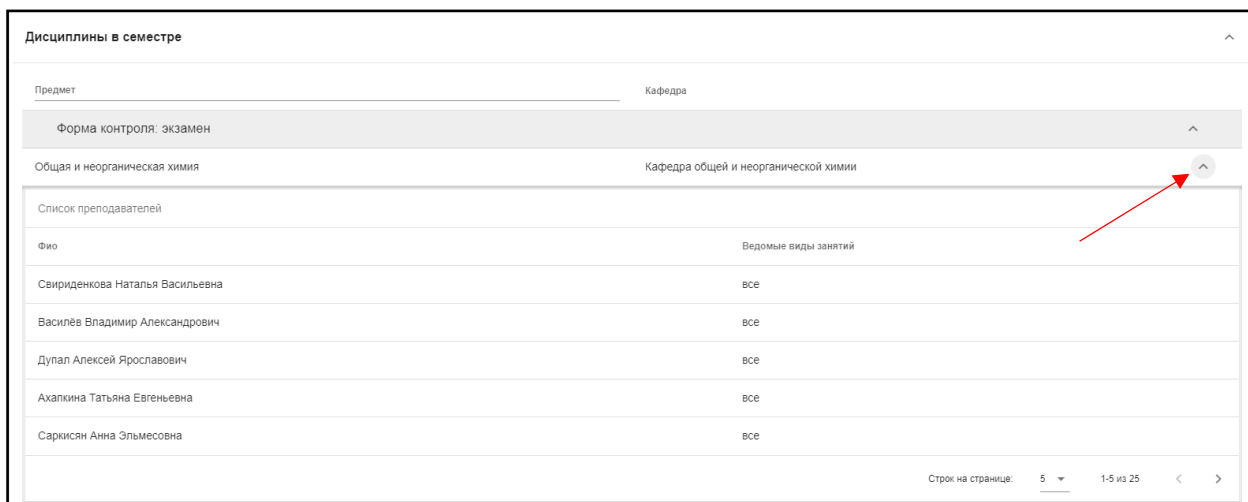 Дисциплины в семестре
Предмет Кафедра
Форма контроля: экзамен
Общая и неорганическая химия Кафедра общей и неорганической химии
Список преподавателей
Фио Ведомые виды занятий
Свириденкова Наталья Васильевна все
Василёв Владимир Александрович все
Дупал Алексей Ярославович все
Ахапкина Татьяна Евгеньевна все
Саркисян Анна Эльмесовна все
Строк на странице: 5 1-5 из 25